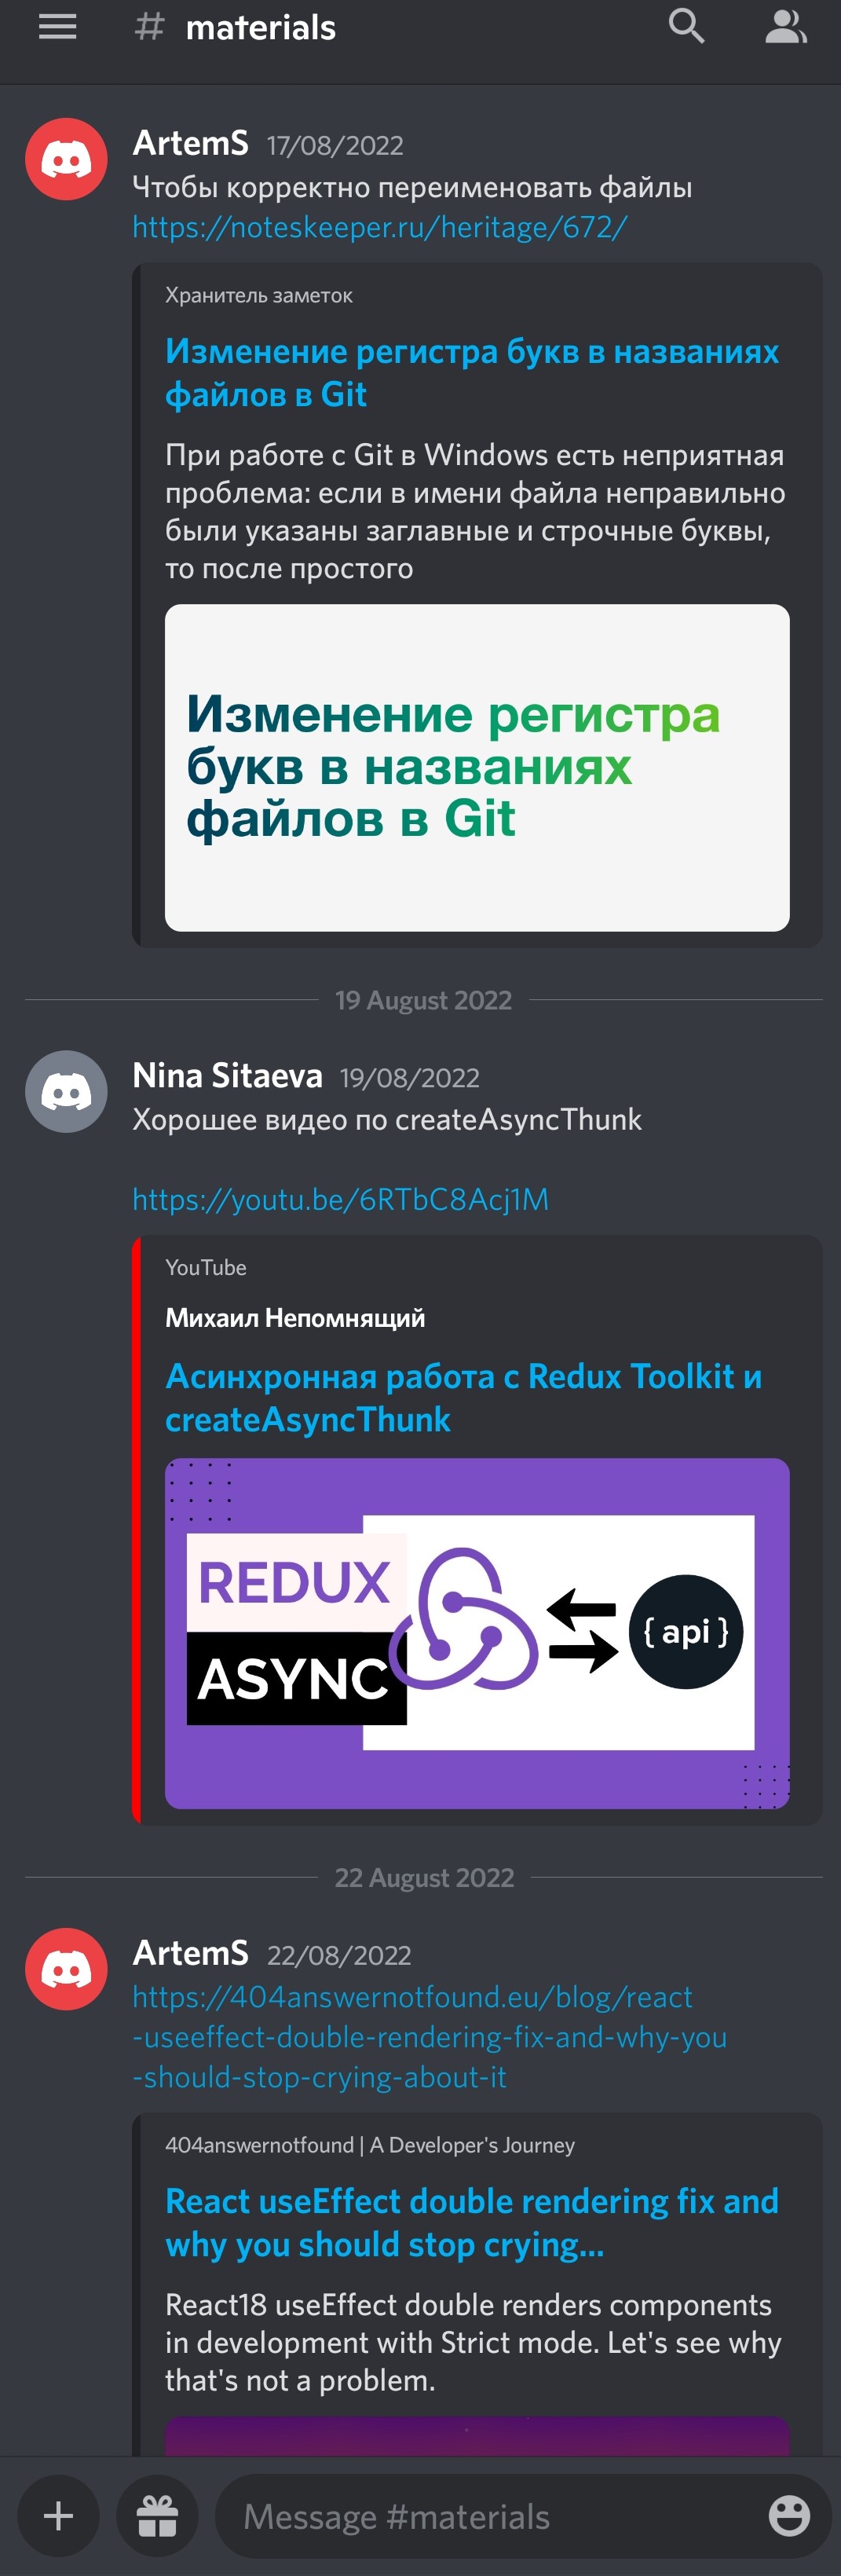 # materials
ArtemS 17/08/2022
Чтобы корректно переименовать файлы
https://noteskeeper.ru/heritage/672/
Хранитель заметок
Изменение регистра букв в названиях
файлов в Git
При работе с Git в Windows есть неприятная
проблема: если в имени файла неправильно
были указаны заглавные и строчные буквы,
то после простого
Изменение регистра
букв в названиях
файлов в Git
19 August 2022
Nina Sitaeva 19/08/2022
Хорошее видео по createAsyncThunk
https://youtu.be/6RTbC8Acj1M
YouTube
Михаил Непомнящий
Асинхронная работа с Redux Toolkit и
createAsyncThunk
REDUX
ASYNC
{ api }
22 August 2022
ArtemS 22/08/2022
https://404answernotfound.eu/blog/react
-useeffect-double-rendering-fix-and-why-you
-should-stop-crying-about-it
404answernotfound | A Developer's Journey
React useEffect double rendering fix and
why you should stop crying...
React18 useEffect double renders components
in development with Strict mode. Let's see why
that's not a problem.
Message #materials